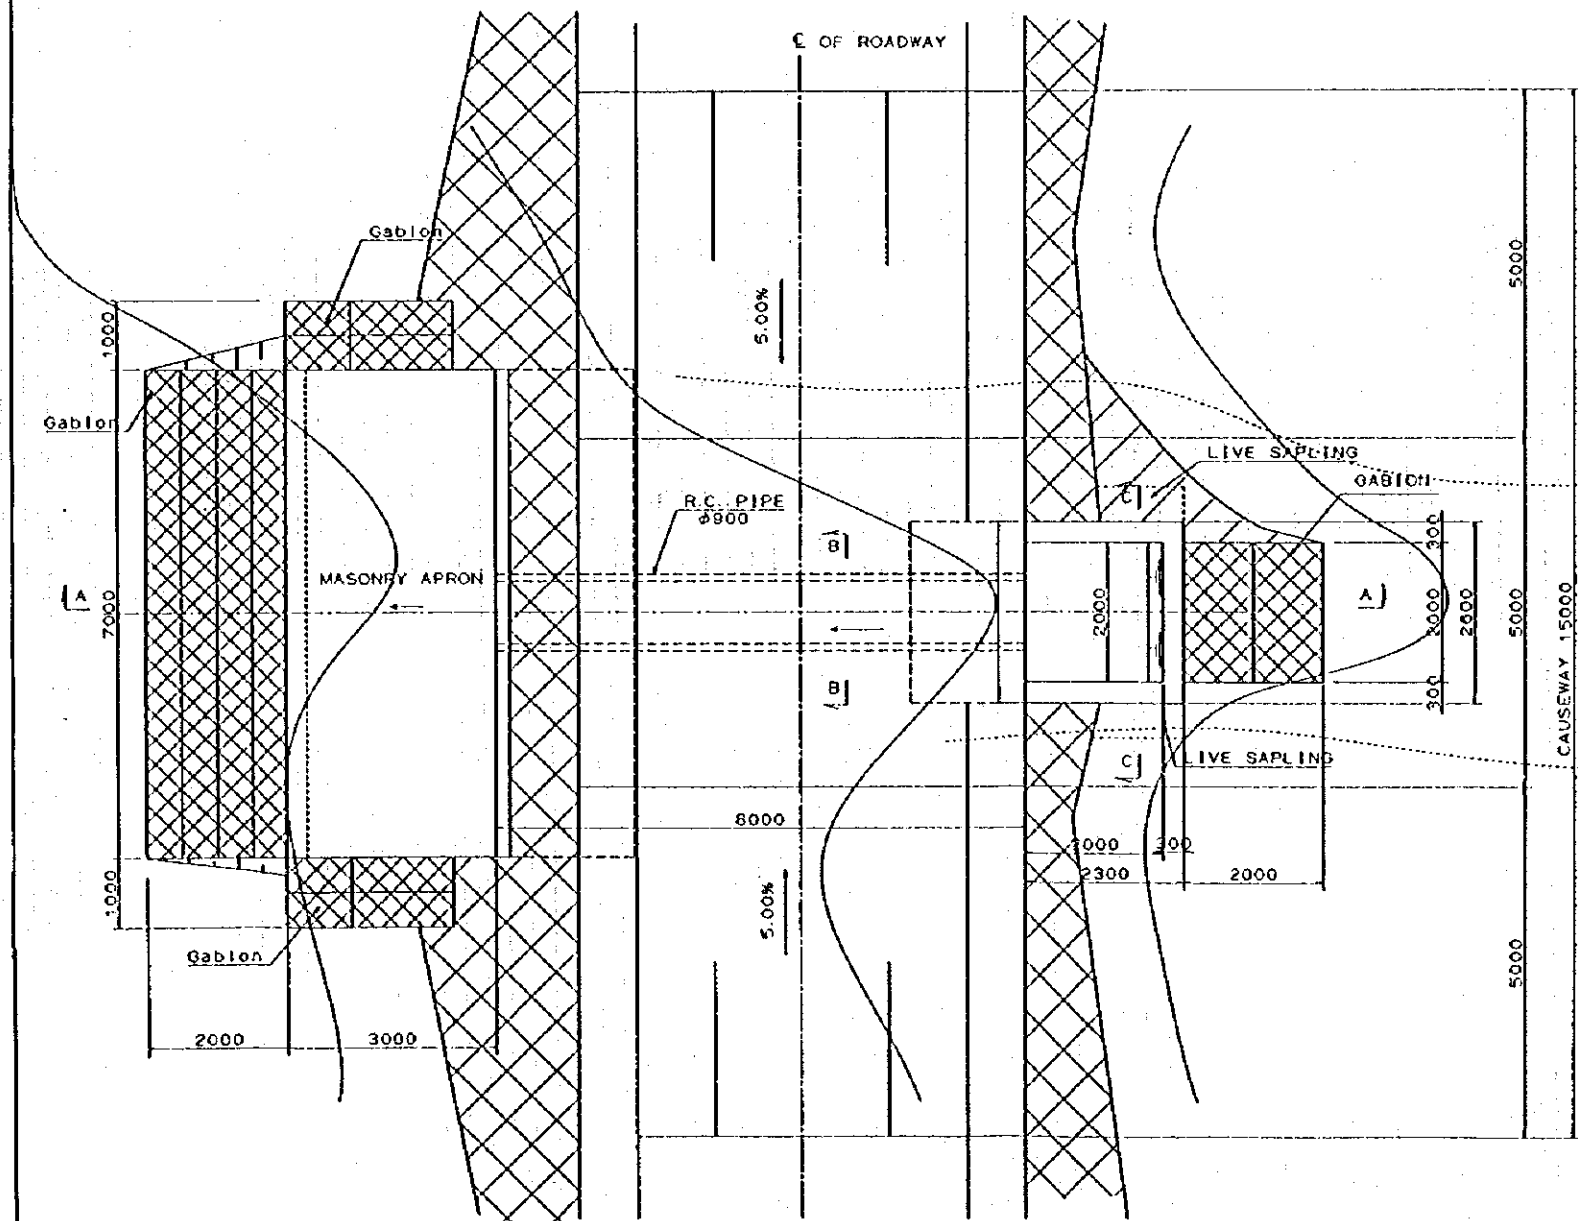 ℄ OF ROADWAY
Gabion
5.00%
5000
1000
Gabion
LIVE SAPLING
GABION
C
R.C. PIPE
φ900
B
300
MASONRY APRON
A
7000
2000
A
2000
2600
5000
CAUSEWAY 15000
B
300
C
LIVE SAPLING
8000
2000
300
2300
2000
1000
5.00%
Gabion
5000
2000
3000